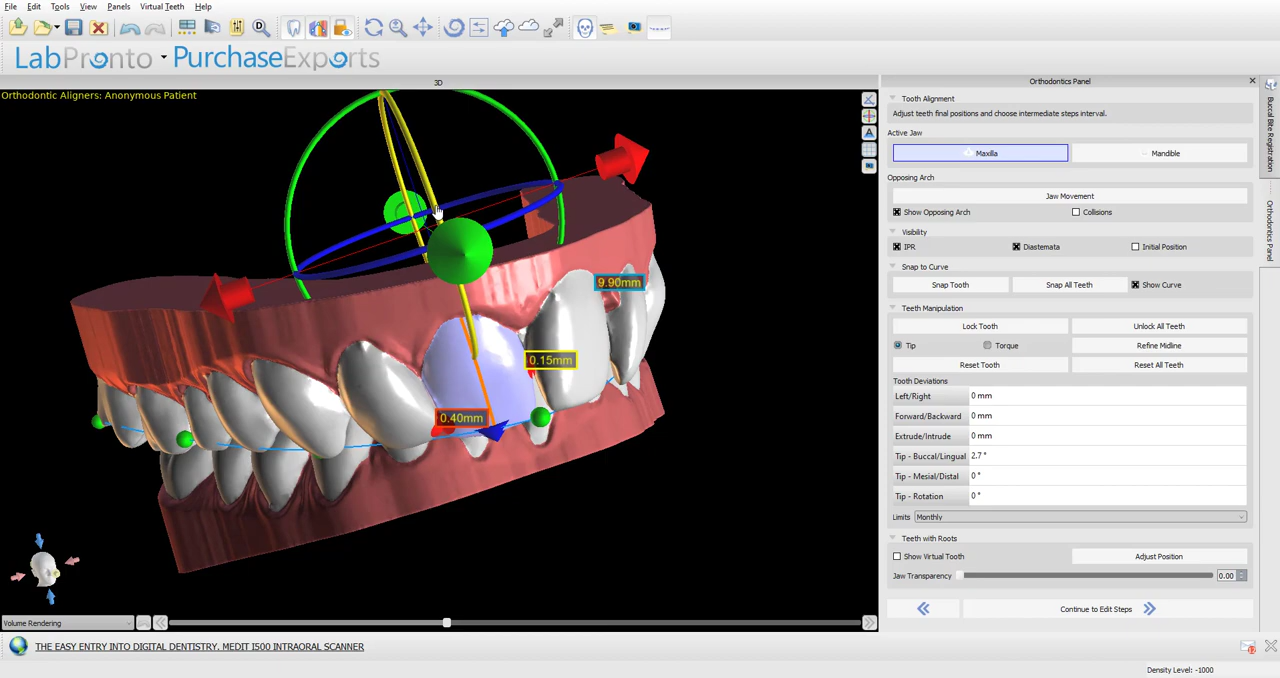 File Edit Tools View Panels Virtual Teeth Help
LabPronto PurchaseExports
3D
Orthodontic Aligners: Anonymous Patient
9.90mm
0.15mm
0.40mm
Volume Rendering
Orthodontics Panel
Tooth Alignment
Adjust teeth final positions and choose intermediate steps interval.
Active Jaw
Maxilla Mandible
Opposing Arch
Jaw Movement
Show Opposing Arch Collisions
Visibility
IPR Diastemata Initial Position
Snap to Curve
Snap Tooth Snap All Teeth Show Curve
Teeth Manipulation
Lock Tooth Unlock All Teeth
Tip Torque Refine Midline
Reset Tooth Reset All Teeth
Tooth Deviations
Left/Right 0 mm
Forward/Backward 0 mm
Extrude/Intrude 0 mm
Tip - Buccal/Lingual 2.7 °
Tip - Mesial/Distal 0 °
Tip - Rotation 0 °
Limits Monthly
Teeth with Roots
Show Virtual Tooth Adjust Position
Jaw Transparency 0.00
Continue to Edit Steps
Buccal Bite Registration
Orthodontics Panel
THE EASY ENTRY INTO DIGITAL DENTISTRY, MEDIT I500 INTRAORAL SCANNER
Density Level: -1000